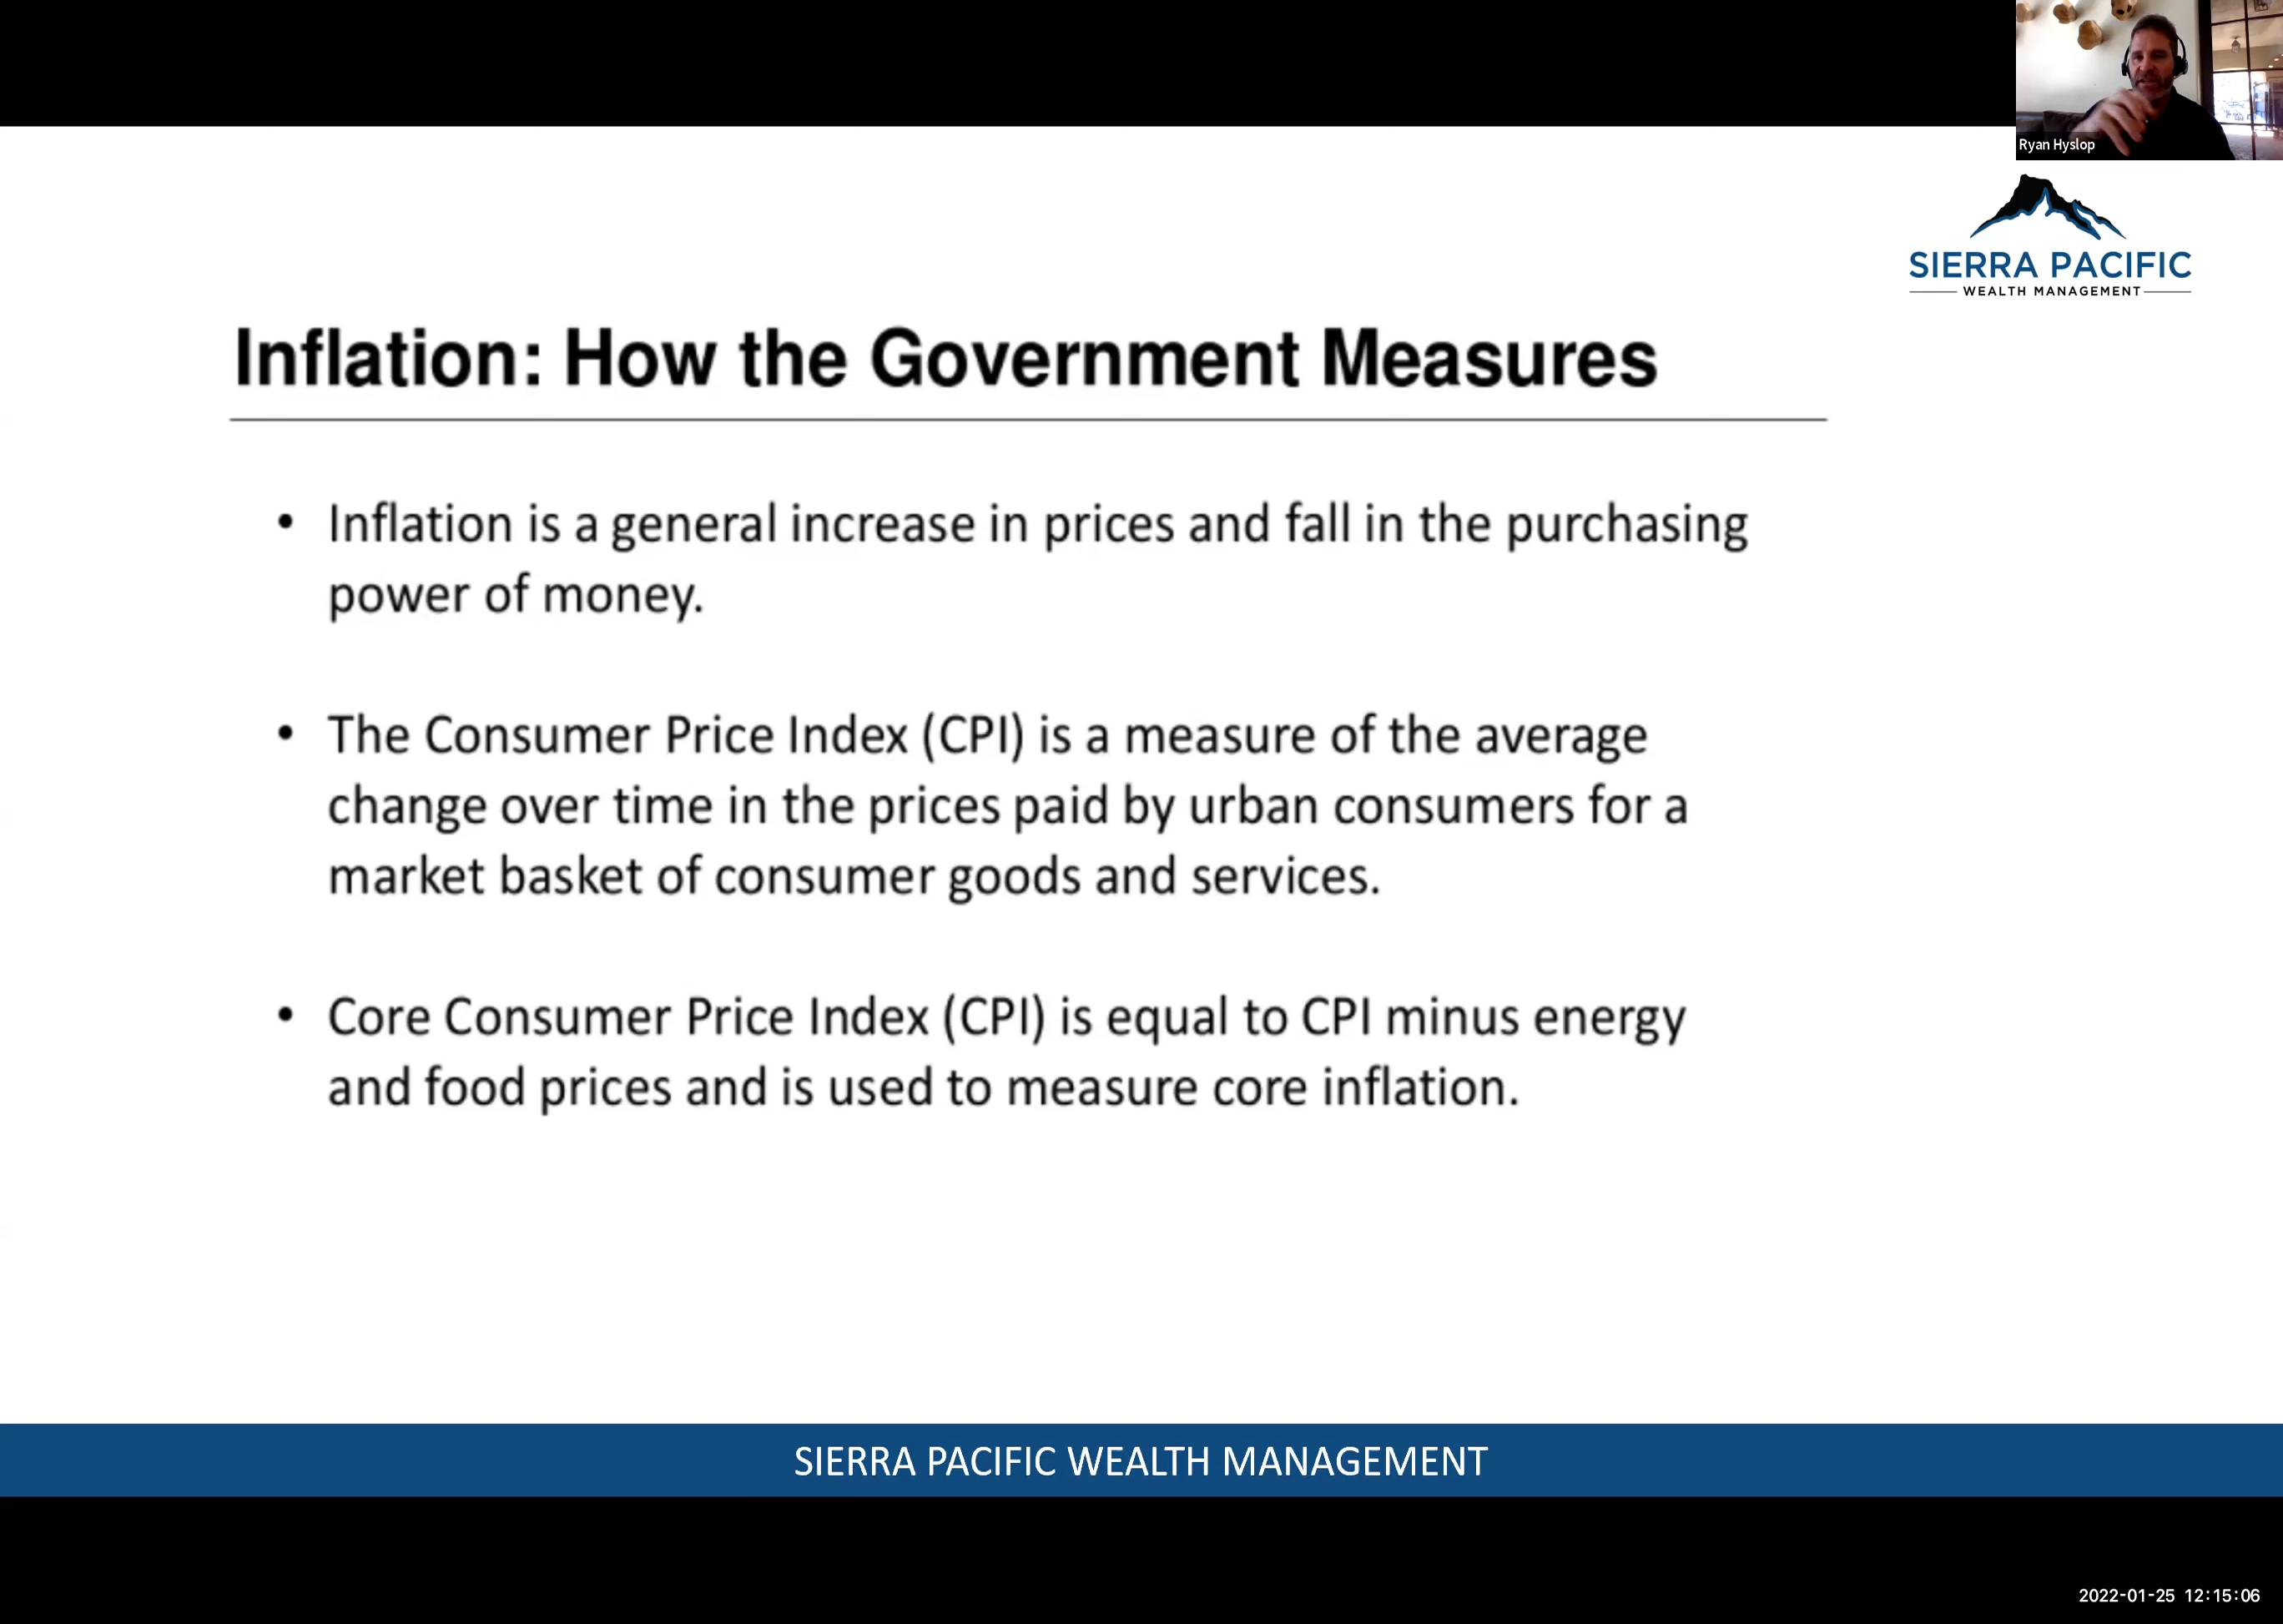 Ryan Hyslop
SIERRA PACIFIC
WEALTH MANAGEMENT
Inflation: How the Government Measures
• Inflation is a general increase in prices and fall in the purchasing
power of money.
• The Consumer Price Index (CPI) is a measure of the average
change over time in the prices paid by urban consumers for a
market basket of consumer goods and services.
• Core Consumer Price Index (CPI) is equal to CPI minus energy
and food prices and is used to measure core inflation.
SIERRA PACIFIC WEALTH MANAGEMENT
2022-01-25 12:15:06